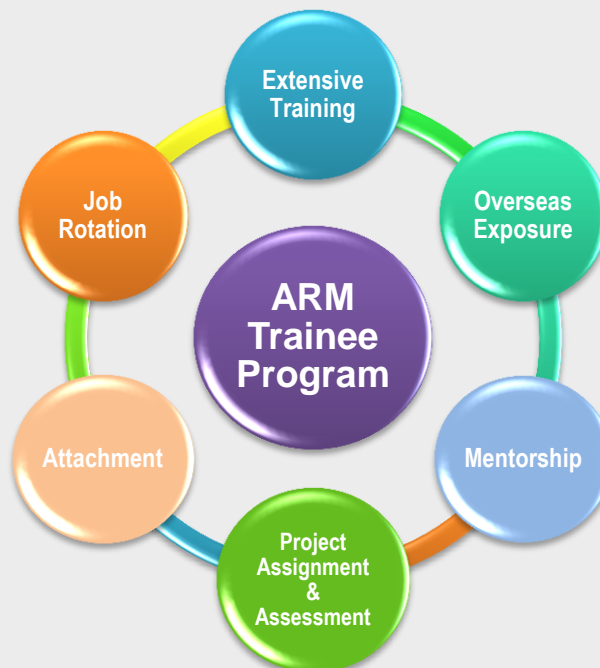 Extensive
Training
Job
Rotation
Overseas
Exposure
ARM
Trainee
Program
Attachment
Mentorship
Project
Assignment
&
Assessment